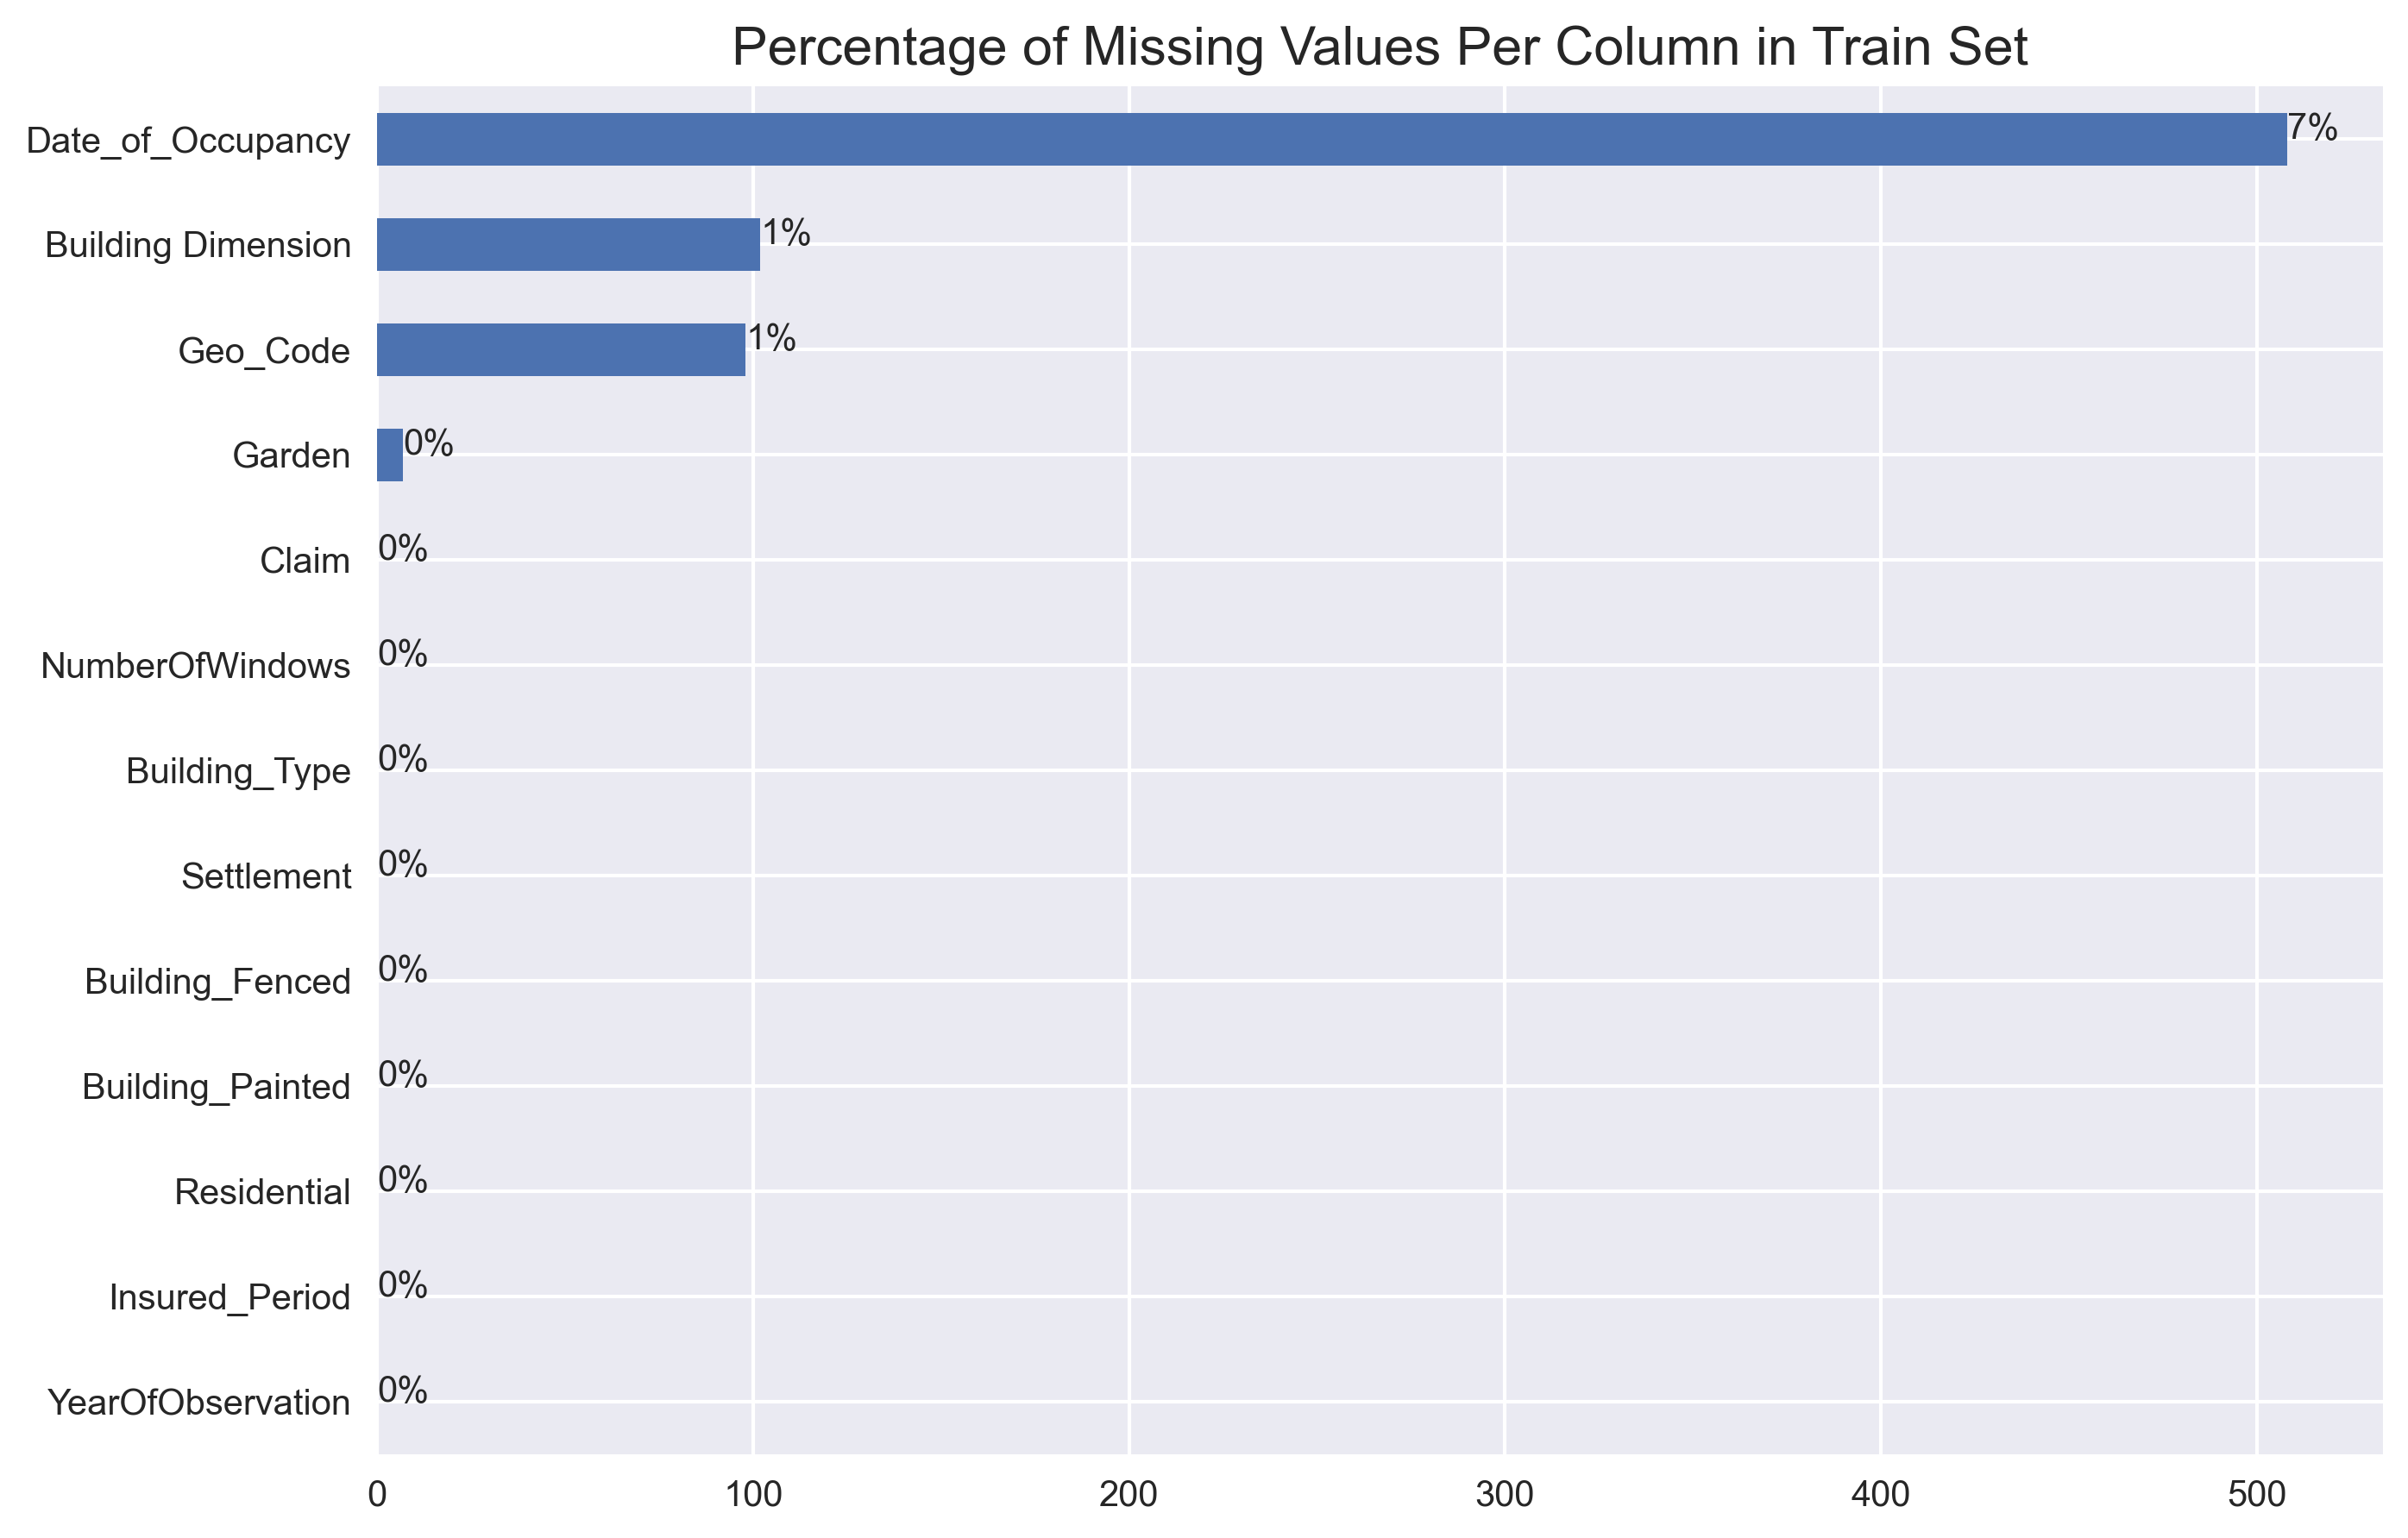 Percentage of Missing Values Per Column in Train Set
Date_of_Occupancy 7%
Building Dimension 1%
Geo_Code 1%
Garden 0%
Claim 0%
NumberOfWindows 0%
Building_Type 0%
Settlement 0%
Building_Fenced 0%
Building_Painted 0%
Residential 0%
Insured_Period 0%
YearOfObservation 0%
0 100 200 300 400 500